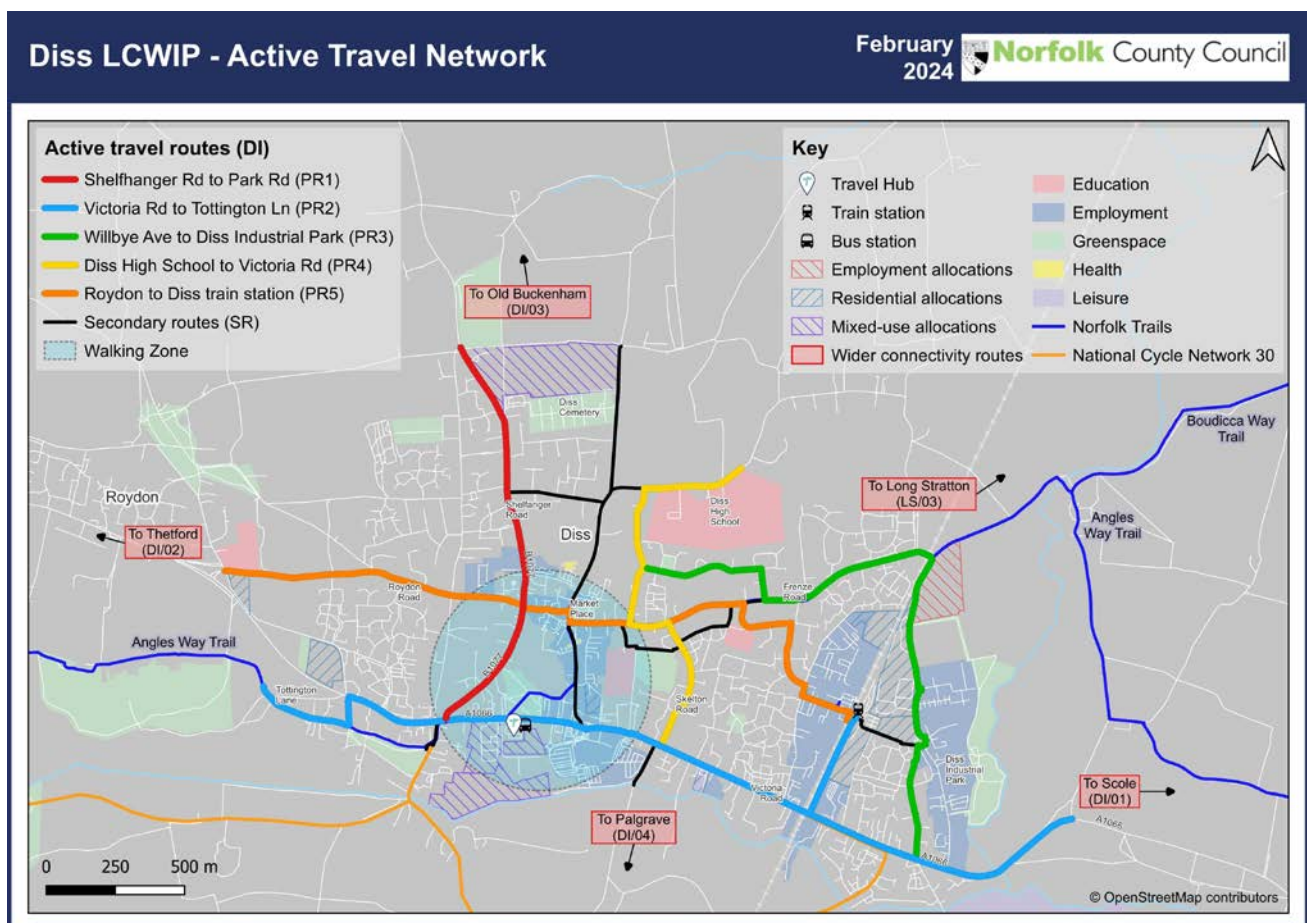 Diss LCWIP - Active Travel Network
February
2024
Norfolk County Council
Active travel routes (DI)
Shelfhanger Rd to Park Rd (PR1)
Victoria Rd to Tottington Ln (PR2)
Willbye Ave to Diss Industrial Park (PR3)
Diss High School to Victoria Rd (PR4)
Roydon to Diss train station (PR5)
Secondary routes (SR)
Walking Zone
Key
Travel Hub
Train station
Bus station
Employment allocations
Residential allocations
Mixed-use allocations
Wider connectivity routes
Education
Employment
Greenspace
Health
Leisure
Norfolk Trails
National Cycle Network 30
To Old Buckenham
(DI/03)
Diss
Cemetery
Boudicca Way
Trail
Roydon
To Thetford
(DI/02)
Shelfanger
Road
Diss
Diss
High
School
To Long Stratton
(LS/03)
Angles
Way Trail
B1077
Roydon
Road
Market
Place
Frenze
Road
Angles Way Trail
Tottington
Lane
B1077
A1066
Skelton
Road
Diss
Industrial
Park
Victoria
Road
To Scole
(DI/01)
To Palgrave
(DI/04)
A1066
A1066
0 250 500 m
© OpenStreetMap contributors